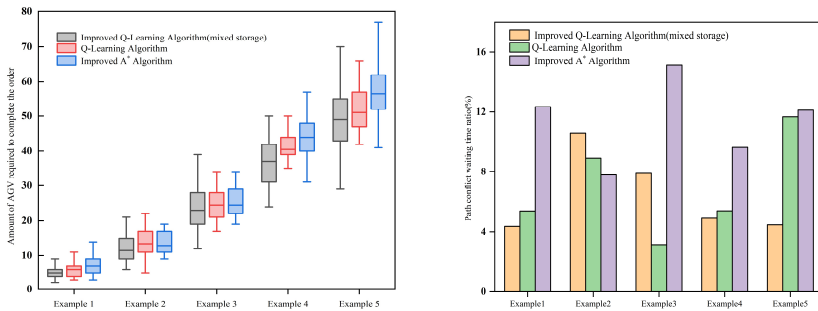 80
70
60
50
40
30
20
10
0
Amount of AGV required to complete the order
Improved Q-Learning Algorithm(mixed storage)
Q-Learning Algorithm
Improved A* Algorithm
Example 1
Example 2
Example 3
Example 4
Example 5
16
12
8
4
0
Path conflict waiting time ratio(%)
Improved Q-Learning Algorithm(mixed storage)
Q-Learning Algorithm
Improved A* Algorithm
Example1
Example2
Example3
Example4
Example5